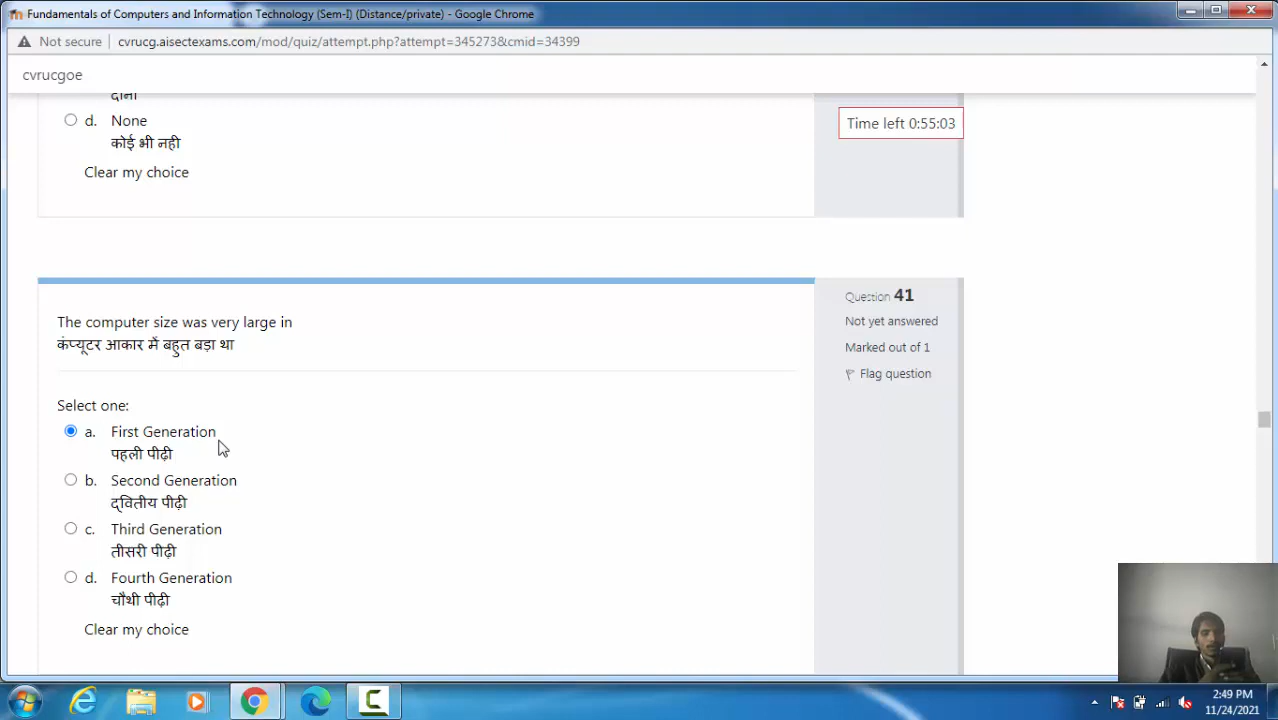 Fundamentals of Computers and Information Technology (Sem-I) (Distance/private) - Google Chrome
Not secure | cvrucg.aisectexams.com/mod/quiz/attempt.php?attempt=345273&cmid=34399
cvrucgoe
d. None
कोई भी नही
Clear my choice
Time left 0:55:03
The computer size was very large in
कंप्यूटर आकार में बहुत बड़ा था
Select one:
a. First Generation
पहली पीढ़ी
b. Second Generation
द्वितीय पीढ़ी
c. Third Generation
तीसरी पीढ़ी
d. Fourth Generation
चौथी पीढ़ी
Clear my choice
Question 41
Not yet answered
Marked out of 1
Flag question
2:49 PM
11/24/2021